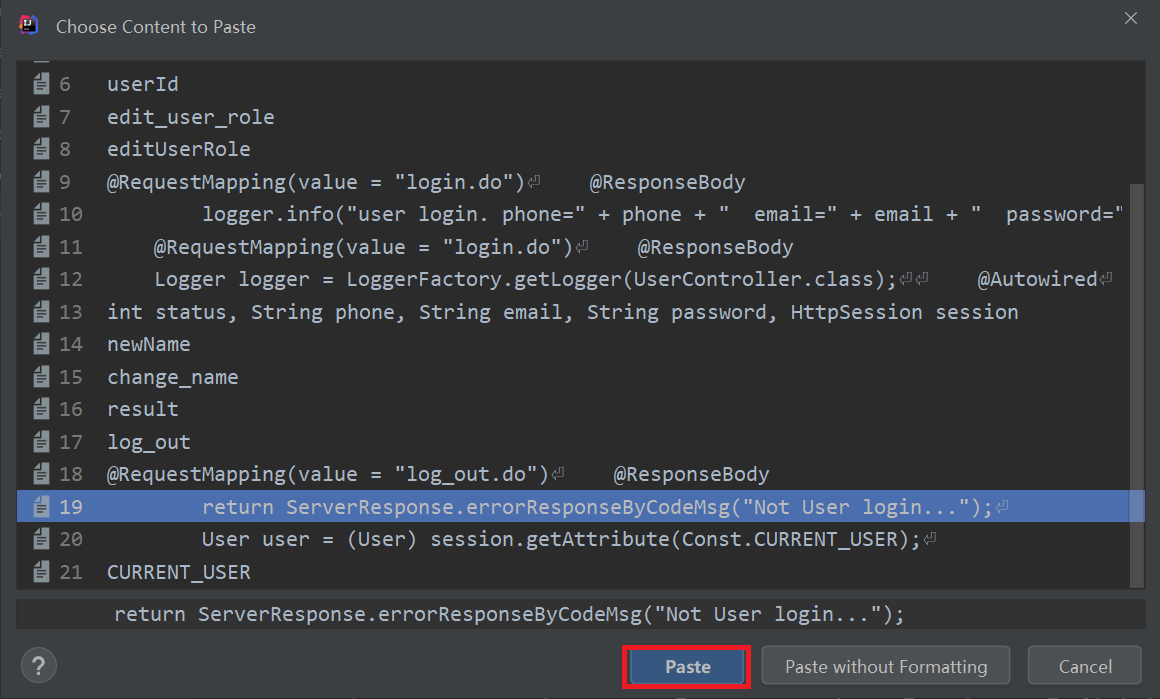 Choose Content to Paste
6 userId
7 edit_user_role
8 editUserRole
9 @RequestMapping(value = "login.do")⏎    @ResponseBody
10 logger.info("user login. phone=" + phone + "  email=" + email + "  password="
11 @RequestMapping(value = "login.do")⏎    @ResponseBody
12 Logger logger = LoggerFactory.getLogger(UserController.class);⏎⏎    @Autowired⏎
13 int status, String phone, String email, String password, HttpSession session
14 newName
15 change_name
16 result
17 log_out
18 @RequestMapping(value = "log_out.do")⏎    @ResponseBody
19 return ServerResponse.errorResponseByCodeMsg("Not User login...");⏎
20 User user = (User) session.getAttribute(Const.CURRENT_USER);⏎
21 CURRENT_USER
return ServerResponse.errorResponseByCodeMsg("Not User login...");
? Paste Paste without Formatting Cancel